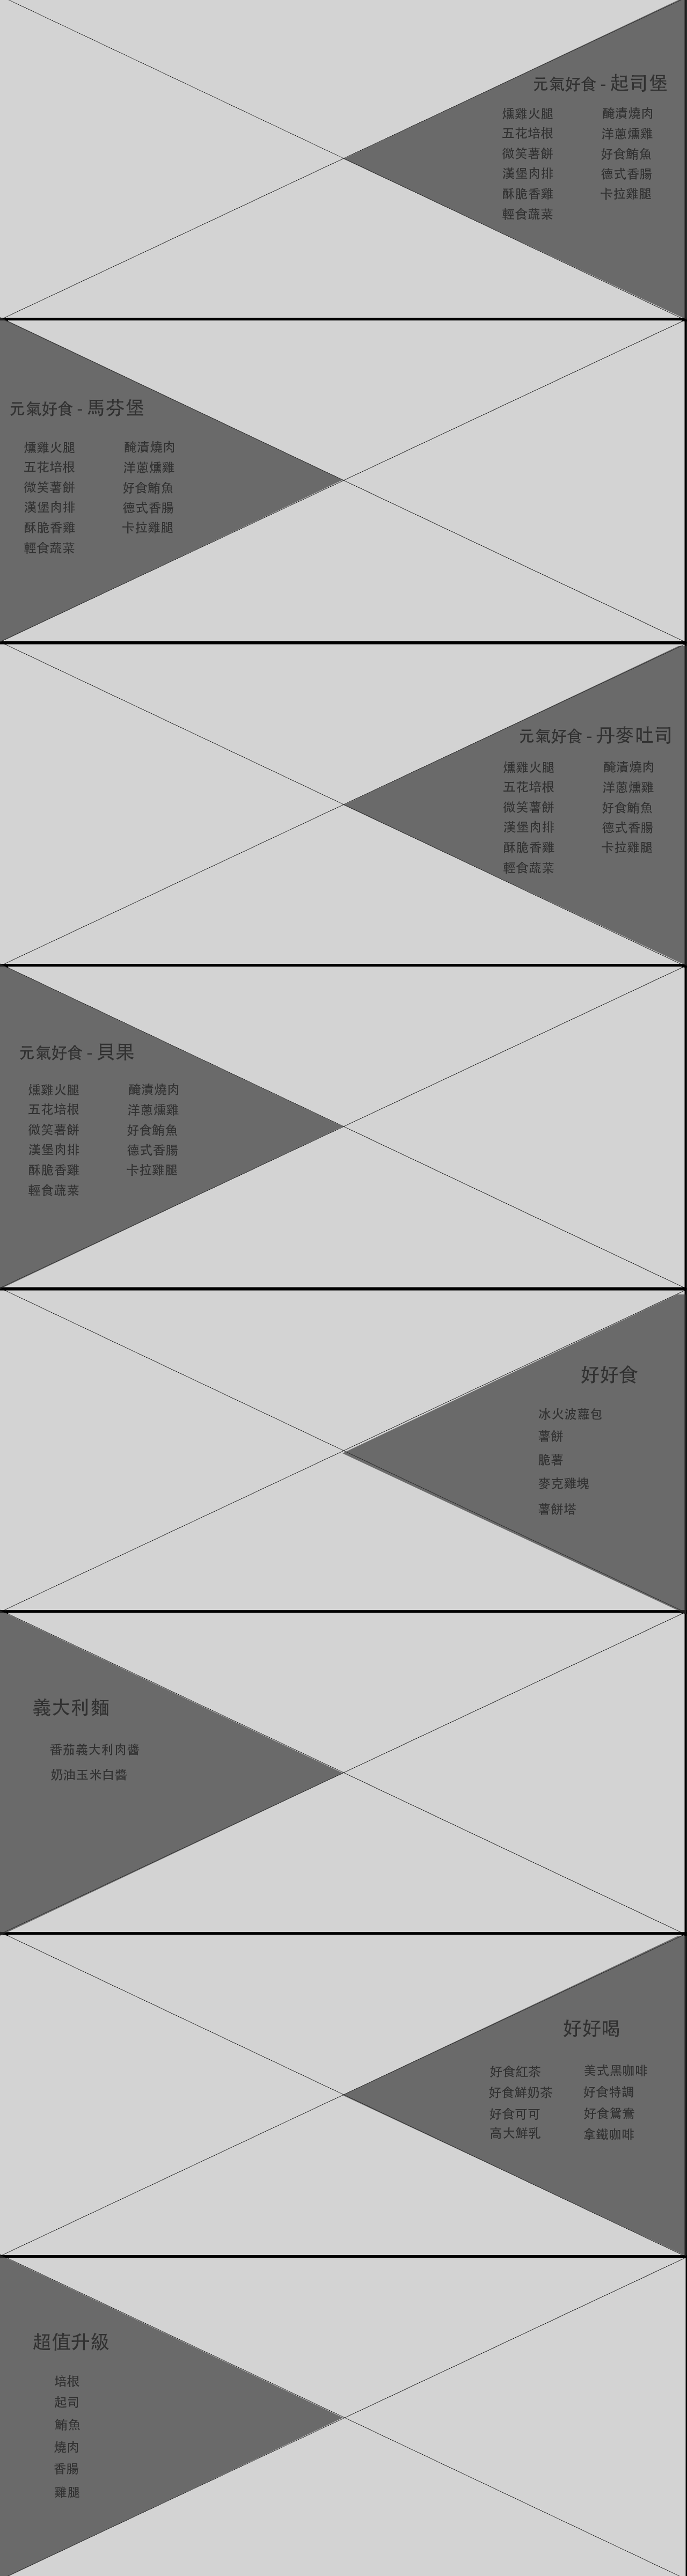 元氣好食 - 起司堡
燻雞火腿 醃漬燒肉
五花培根 洋蔥燻雞
微笑薯餅 好食鮪魚
漢堡肉排 德式香腸
酥脆香雞 卡拉雞腿
輕食蔬菜
元氣好食 - 馬芬堡
燻雞火腿 醃漬燒肉
五花培根 洋蔥燻雞
微笑薯餅 好食鮪魚
漢堡肉排 德式香腸
酥脆香雞 卡拉雞腿
輕食蔬菜
元氣好食 - 丹麥吐司
燻雞火腿 醃漬燒肉
五花培根 洋蔥燻雞
微笑薯餅 好食鮪魚
漢堡肉排 德式香腸
酥脆香雞 卡拉雞腿
輕食蔬菜
元氣好食 - 貝果
燻雞火腿 醃漬燒肉
五花培根 洋蔥燻雞
微笑薯餅 好食鮪魚
漢堡肉排 德式香腸
酥脆香雞 卡拉雞腿
輕食蔬菜
好好食
冰火波蘿包
薯餅
脆薯
麥克雞塊
薯餅塔
義大利麵
番茄義大利肉醬
奶油玉米白醬
好好喝
好食紅茶 美式黑咖啡
好食鮮奶茶 好食特調
好食可可 好食鴛鴦
高大鮮乳 拿鐵咖啡
超值升級
培根
起司
鮪魚
燒肉
香腸
雞腿